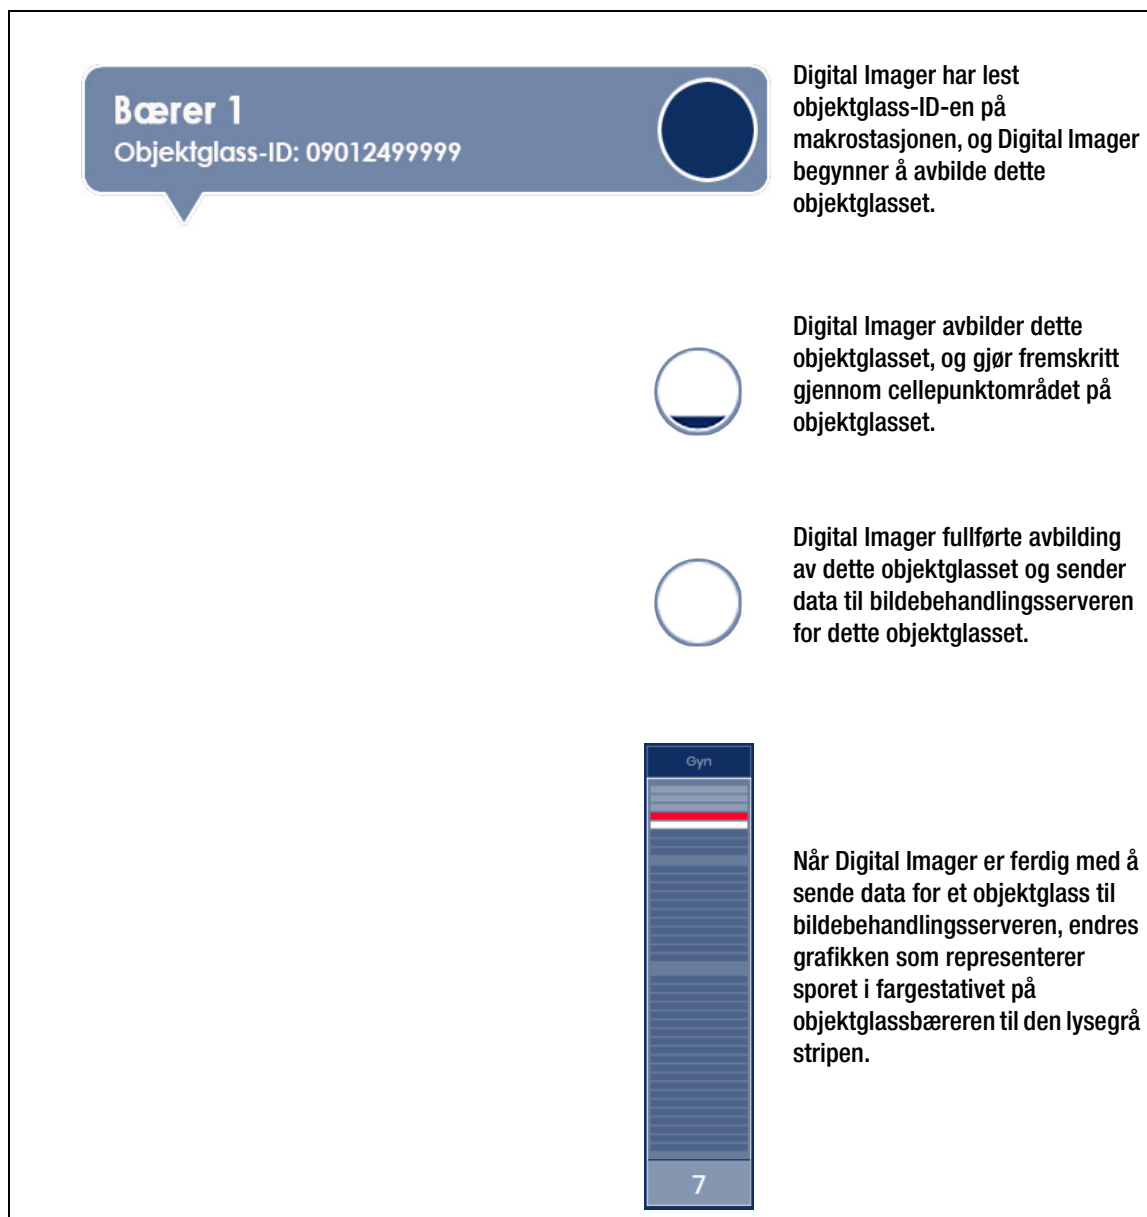 Bærer 1
Objektglass-ID: 09012499999
Digital Imager har lest
objektglass-ID-en på
makrostasjonen, og Digital Imager
begynner å avbilde dette
objektglasset.
Digital Imager avbilder dette
objektglasset, og gjør fremskritt
gjennom cellepunktområdet på
objektglasset.
Digital Imager fullførte avbilding
av dette objektglasset og sender
data til bildebehandlingsserveren
for dette objektglasset.
Gyn
7
Når Digital Imager er ferdig med å
sende data for et objektglass til
bildebehandlingsserveren, endres
grafikken som representerer
sporet i fargestativet på
objektglassbæreren til den lysegrå
stripen.